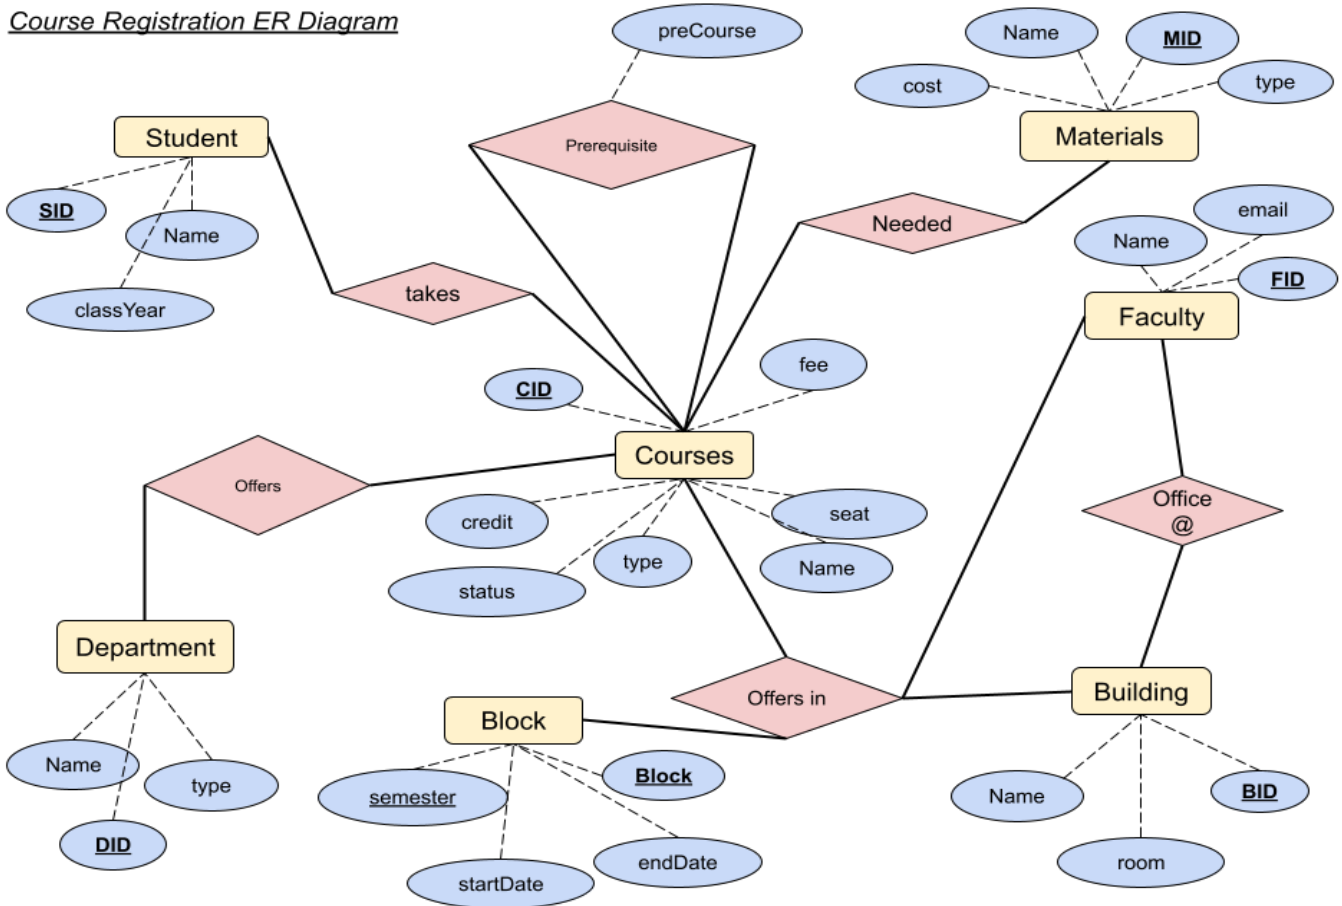 Course Registration ER Diagram
preCourse
Name
MID
cost
type
Student
Prerequisite
Materials
SID
Name
Needed
email
Name
FID
classYear
takes
Faculty
fee
CID
Courses
Offers
credit
seat
Office
@
type
Name
status
Department
Building
Offers in
Block
Name
type
semester
Block
Name
BID
DID
startDate
endDate
room